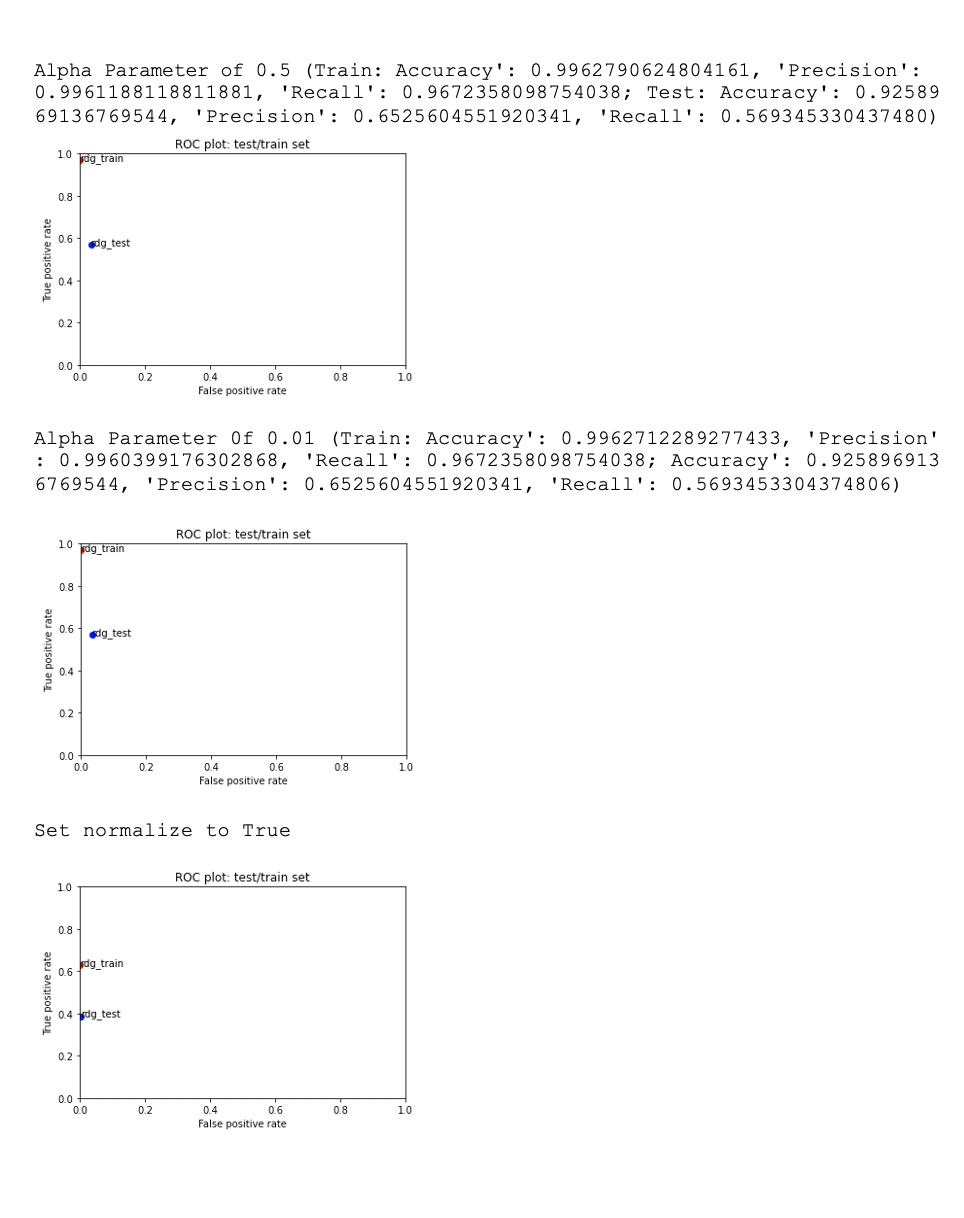 Alpha Parameter of 0.5 (Train: Accuracy': 0.9962790624804161, 'Precision':
0.9961188118811881, 'Recall': 0.9672358098754038; Test: Accuracy': 0.92589
69136769544, 'Precision': 0.6525604551920341, 'Recall': 0.569345330437480)
ROC plot: test/train set
1.0
rdg_train
0.8
0.6
rdg_test
True positive rate
0.4
0.2
0.0
0.0 0.2 0.4 0.6 0.8 1.0
False positive rate
Alpha Parameter 0f 0.01 (Train: Accuracy': 0.9962712289277433, 'Precision'
: 0.9960399176302868, 'Recall': 0.9672358098754038; Accuracy': 0.925896913
6769544, 'Precision': 0.6525604551920341, 'Recall': 0.5693453304374806)
ROC plot: test/train set
1.0
rdg_train
0.8
0.6
rdg_test
True positive rate
0.4
0.2
0.0
0.0 0.2 0.4 0.6 0.8 1.0
False positive rate
Set normalize to True
ROC plot: test/train set
1.0
0.8
rdg_train
0.6
True positive rate
0.4
rdg_test
0.2
0.0
0.0 0.2 0.4 0.6 0.8 1.0
False positive rate